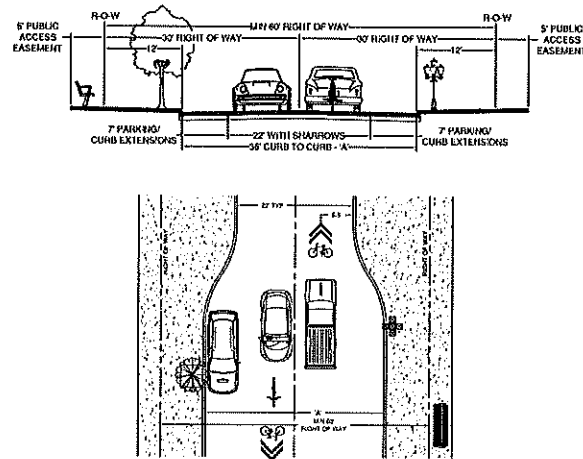 R-O-W
MIN 60' RIGHT OF WAY
R-O-W
5' PUBLIC
ACCESS
EASEMENT
30' RIGHT OF WAY
30' RIGHT OF WAY
5' PUBLIC
ACCESS
EASEMENT
12'
12'
7' PARKING/
CURB EXTENSIONS
22' WITH SHARROWS
36' CURB TO CURB - 'A'
7' PARKING/
CURB EXTENSIONS
22' TYP
RIGHT OF WAY
RIGHT OF WAY
'A'
MIN 60'
RIGHT OF WAY